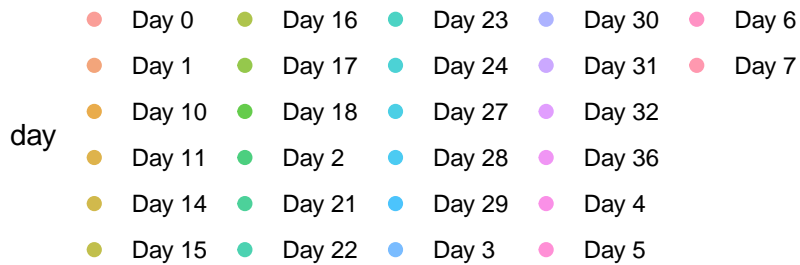 Day 0 Day 16 Day 23 Day 30 Day 6
Day 1 Day 17 Day 24 Day 31 Day 7
Day 10 Day 18 Day 27 Day 32
day
Day 11 Day 2 Day 28 Day 36
Day 14 Day 21 Day 29 Day 4
Day 15 Day 22 Day 3 Day 5